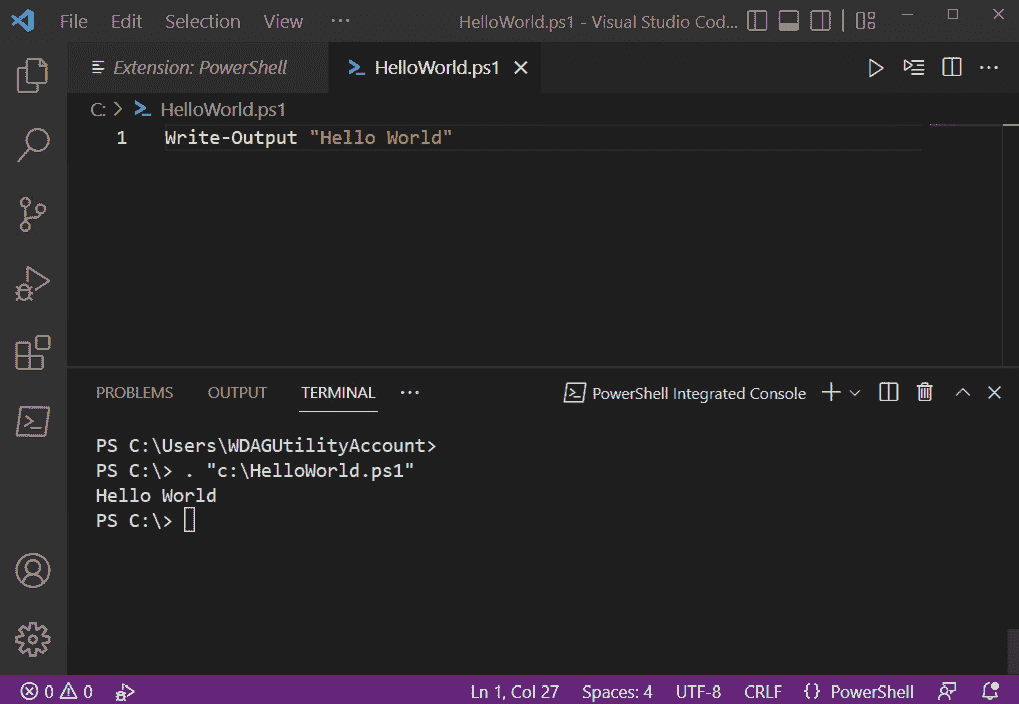 File Edit Selection View ··· HelloWorld.ps1 - Visual Studio Cod...
Extension: PowerShell HelloWorld.ps1
C: > HelloWorld.ps1
1 Write-Output "Hello World"
PROBLEMS OUTPUT TERMINAL ··· PowerShell Integrated Console
PS C:\Users\WDAGUtilityAccount>
PS C:\> . "c:\HelloWorld.ps1"
Hello World
PS C:\>
0 0 Ln 1, Col 27 Spaces: 4 UTF-8 CRLF {} PowerShell